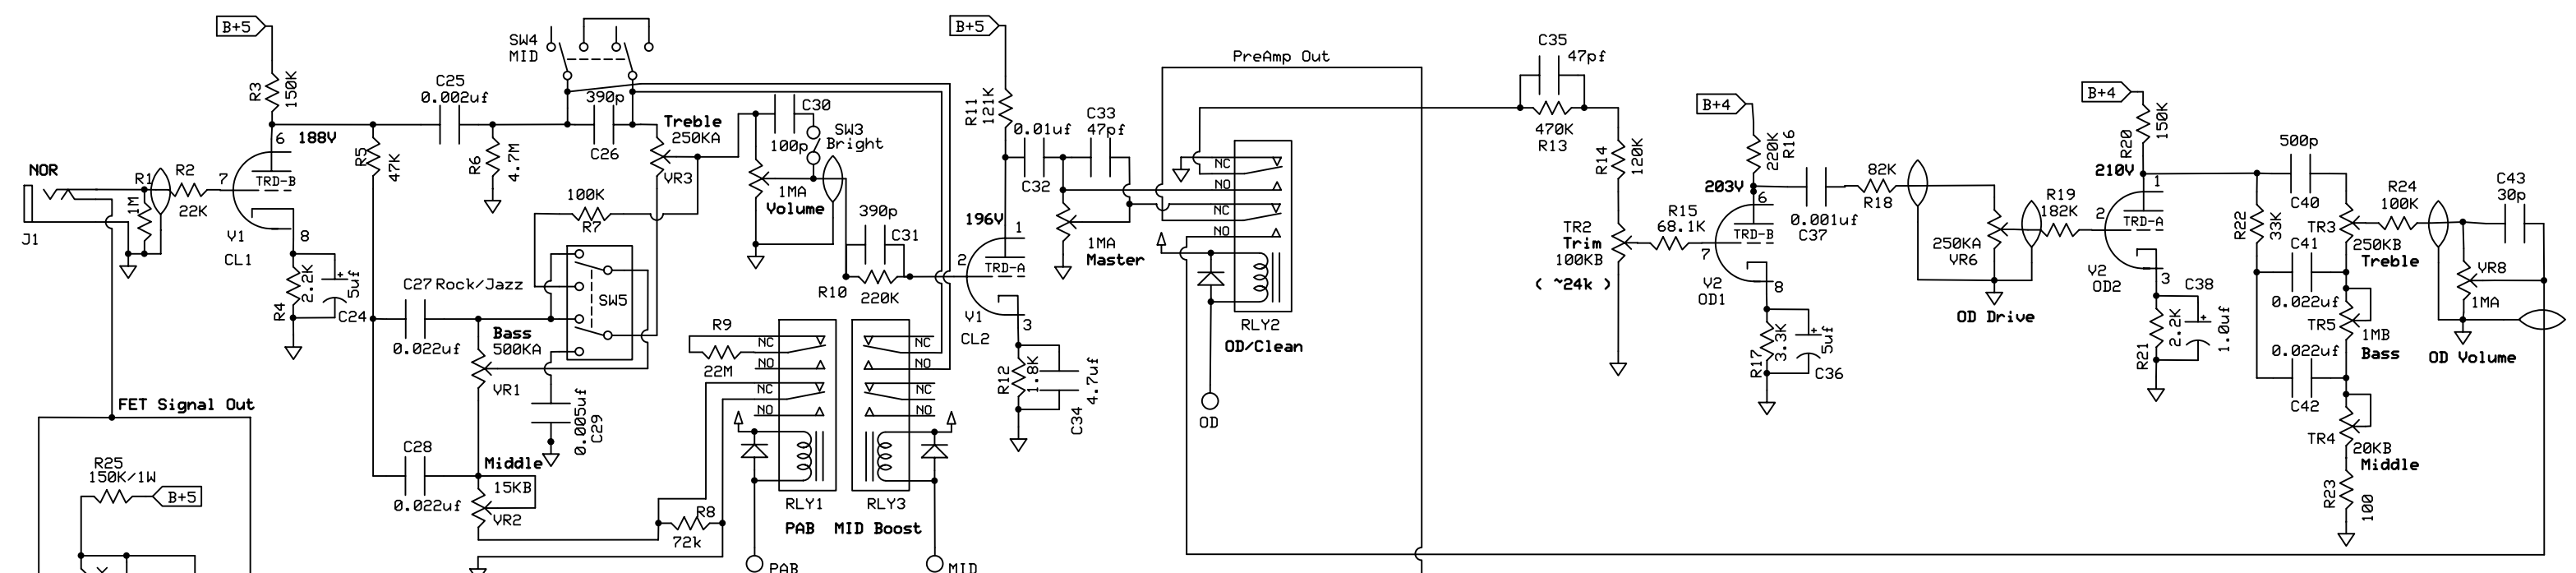 B+5
R3
150K
6 188V
NOR
R1
1M
R2
22K
7
TRD-B
V1
CL1
8
R4
2.2K
+
5uf
C24
J1
R5
47K
C25
0.002uf
R6
4.7M
SW4
MID
390p
C26
Treble
250KA
VR3
100K
R7
C27 Rock/Jazz
0.022uf
SW5
Bass
500KA
VR1
0.005uf
C29
C28
0.022uf
Middle
15KB
VR2
FET Signal Out
R25
150K/1W
B+5
C30
100p
SW3
Bright
1MA
Volume
390p
C31
R10
220K
R9
22M
NC
NO
NC
NO
RLY1
PAB
R8
72k
PAB
NC
NO
NC
NO
RLY3
MID Boost
MID
B+5
R11
121K
0.01uf
C32
C33
47pf
196V
1
2
TRD-A
V1
CL2
3
R12
1.8K
C34
4.7uf
1MA
Master
PreAmp Out
NC
NO
NC
NO
RLY2
OD/Clean
OD
C35
47pf
470K
R13
R14
120K
TR2
Trim
100KB
( ~24k )
R15
68.1K
B+4
220K
R16
203V
6
TRD-B
7
V2
OD1
8
R17
3.3K
+
5uf
C36
0.001uf
C37
82K
R18
250KA
VR6
OD Drive
R19
182K
B+4
R20
150K
210V
1
2
TRD-A
V2
OD2
3
R21
2.2K
+
C38
1.0uf
R22
33K
500p
C40
C41
0.022uf
0.022uf
C42
TR3
250KB
Treble
TR5
1MB
Bass
TR4
20KB
Middle
R23
100
R24
100K
VR8
1MA
OD Volume
C43
30p